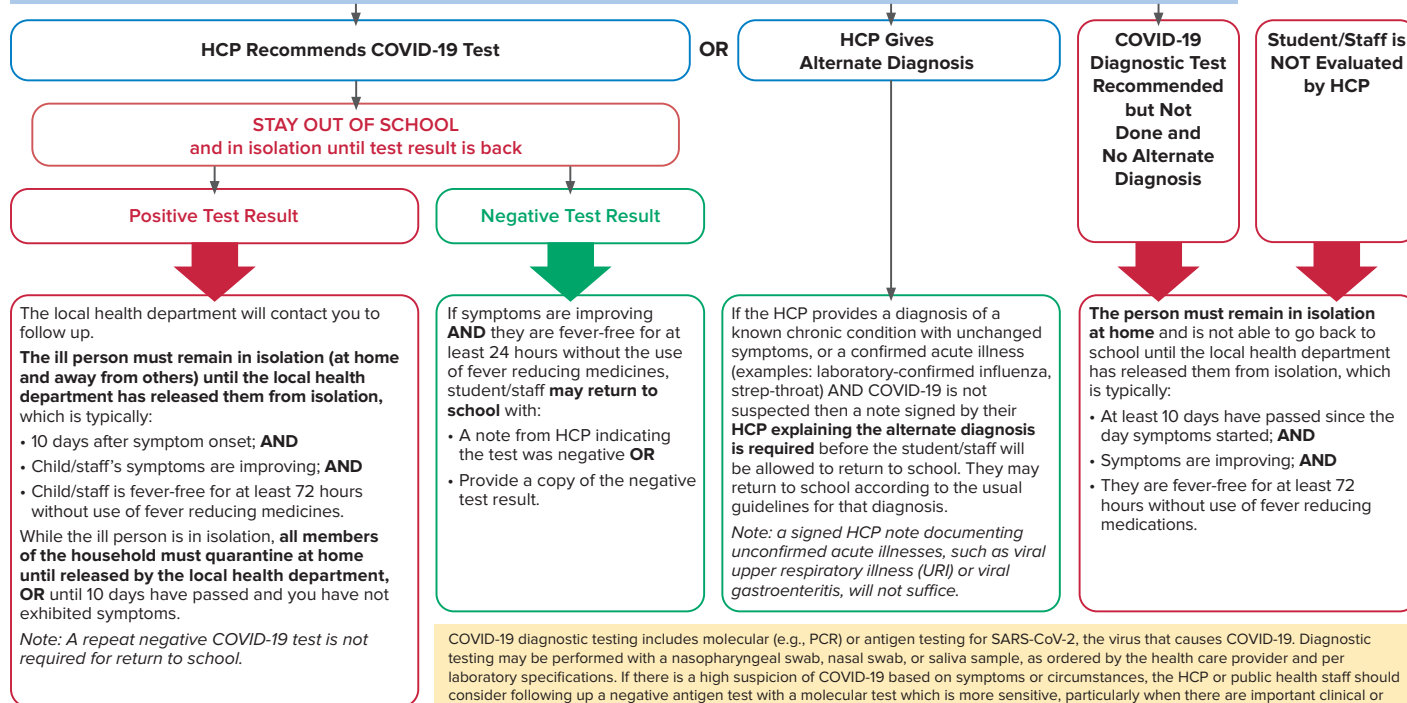 HCP Recommends COVID-19 Test
OR
HCP Gives
Alternate Diagnosis
COVID-19
Diagnostic Test
Recommended
but Not
Done and
No Alternate
Diagnosis
Student/Staff is
NOT Evaluated
by HCP
STAY OUT OF SCHOOL
and in isolation until test result is back
Positive Test Result
Negative Test Result
The local health department will contact you to
follow up.
The ill person must remain in isolation (at home
and away from others) until the local health
department has released them from isolation,
which is typically:
• 10 days after symptom onset; AND
• Child/staff's symptoms are improving; AND
• Child/staff is fever-free for at least 72 hours
without use of fever reducing medicines.
While the ill person is in isolation, all members
of the household must quarantine at home
until released by the local health department,
OR until 10 days have passed and you have not
exhibited symptoms.
Note: A repeat negative COVID-19 test is not
required for return to school.
If symptoms are improving
AND they are fever-free for at
least 24 hours without the use
of fever reducing medicines,
student/staff may return to
school with:
• A note from HCP indicating
the test was negative OR
• Provide a copy of the negative
test result.
If the HCP provides a diagnosis of a
known chronic condition with unchanged
symptoms, or a confirmed acute illness
(examples: laboratory-confirmed influenza,
strep-throat) AND COVID-19 is not
suspected then a note signed by their
HCP explaining the alternate diagnosis
is required before the student/staff will
be allowed to return to school. They may
return to school according to the usual
guidelines for that diagnosis.
Note: a signed HCP note documenting
unconfirmed acute illnesses, such as viral
upper respiratory illness (URI) or viral
gastroenteritis, will not suffice.
The person must remain in isolation
at home and is not able to go back to
school until the local health department
has released them from isolation, which
is typically:
• At least 10 days have passed since the
day symptoms started; AND
• Symptoms are improving; AND
• They are fever-free for at least 72
hours without use of fever reducing
medications.
COVID-19 diagnostic testing includes molecular (e.g., PCR) or antigen testing for SARS-CoV-2, the virus that causes COVID-19. Diagnostic
testing may be performed with a nasopharyngeal swab, nasal swab, or saliva sample, as ordered by the health care provider and per
laboratory specifications. If there is a high suspicion of COVID-19 based on symptoms or circumstances, the HCP or public health staff should
consider following up a negative antigen test with a molecular test which is more sensitive, particularly when there are important clinical or